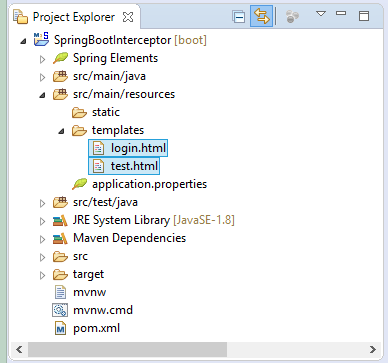 Project Explorer
SpringBootInterceptor [boot]
Spring Elements
src/main/java
src/main/resources
static
templates
login.html
test.html
application.properties
src/test/java
JRE System Library [JavaSE-1.8]
Maven Dependencies
src
target
mvnw
mvnw.cmd
pom.xml